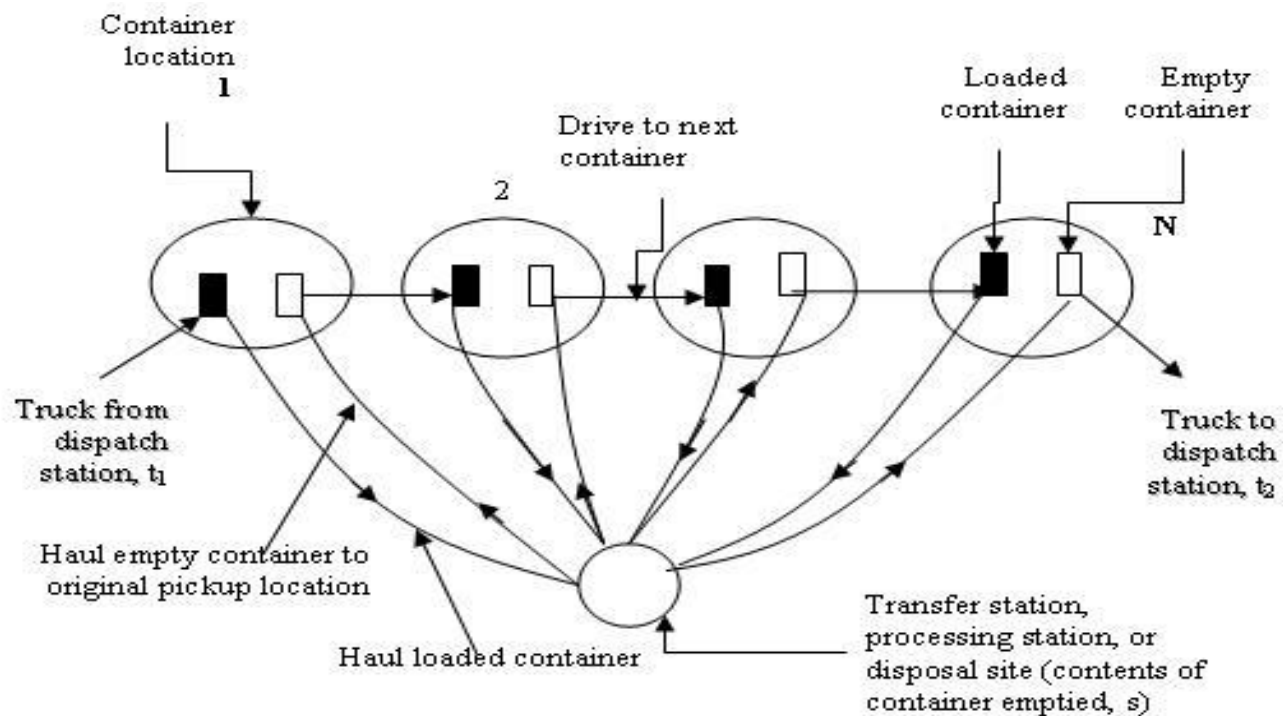 Container
location
1
Loaded
container
Empty
container
Drive to next
container
2
N
Truck from
dispatch
station, t1
Truck to
dispatch
station, t2
Haul empty container to
original pickup location
Haul loaded container
Transfer station,
processing station, or
disposal site (contents of
container emptied, s)